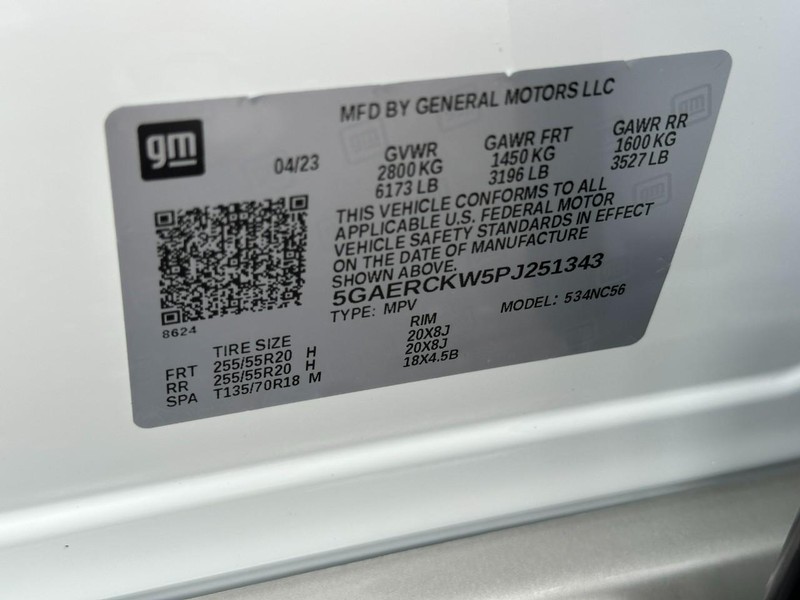 gm
MFD BY GENERAL MOTORS LLC
04/23
GVWR GAWR FRT GAWR RR
2800 KG 1450 KG 1600 KG
6173 LB 3196 LB 3527 LB
THIS VEHICLE CONFORMS TO ALL
APPLICABLE U.S. FEDERAL MOTOR
VEHICLE SAFETY STANDARDS IN EFFECT
ON THE DATE OF MANUFACTURE
SHOWN ABOVE.
5GAERCKW5PJ251343
TYPE: MPV MODEL: 534NC56
8624
TIRE SIZE RIM
FRT 255/55R20 H 20X8J
RR 255/55R20 H 20X8J
SPA T135/70R18 M 18X4.5B